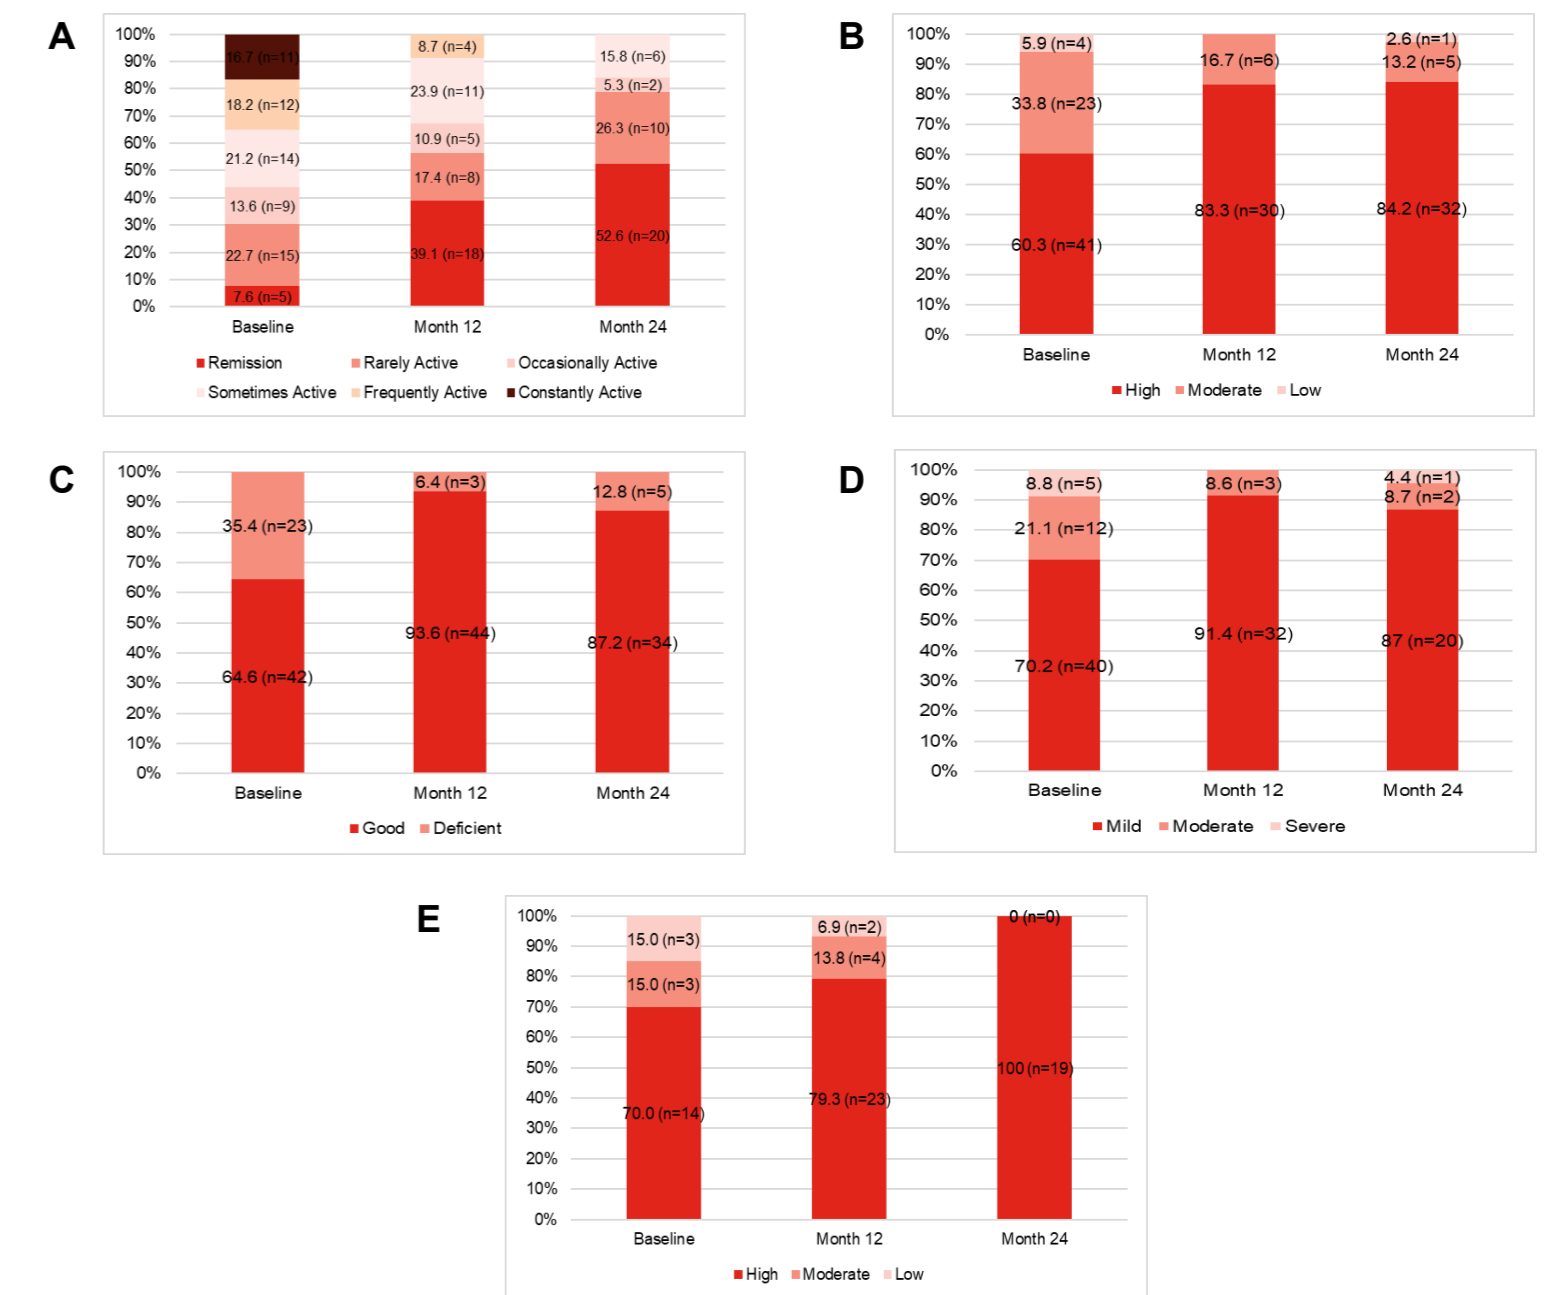 A
100%
90%
80%
70%
60%
50%
40%
30%
20%
10%
0%
16.7 (n=11)
18.2 (n=12)
21.2 (n=14)
13.6 (n=9)
22.7 (n=15)
7.6 (n=5)
8.7 (n=4)
23.9 (n=11)
10.9 (n=5)
17.4 (n=8)
39.1 (n=18)
15.8 (n=6)
5.3 (n=2)
26.3 (n=10)
52.6 (n=20)
Baseline Month 12 Month 24
Remission Rarely Active Occasionally Active
Sometimes Active Frequently Active Constantly Active
B
100%
90%
80%
70%
60%
50%
40%
30%
20%
10%
0%
5.9 (n=4)
33.8 (n=23)
60.3 (n=41)
16.7 (n=6)
83.3 (n=30)
2.6 (n=1)
13.2 (n=5)
84.2 (n=32)
Baseline Month 12 Month 24
High Moderate Low
C
100%
90%
80%
70%
60%
50%
40%
30%
20%
10%
0%
35.4 (n=23)
64.6 (n=42)
6.4 (n=3)
93.6 (n=44)
12.8 (n=5)
87.2 (n=34)
Baseline Month 12 Month 24
Good Deficient
D
100%
90%
80%
70%
60%
50%
40%
30%
20%
10%
0%
8.8 (n=5)
21.1 (n=12)
70.2 (n=40)
8.6 (n=3)
91.4 (n=32)
4.4 (n=1)
8.7 (n=2)
87 (n=20)
Baseline Month 12 Month 24
Mild Moderate Severe
E
100%
90%
80%
70%
60%
50%
40%
30%
20%
10%
0%
15.0 (n=3)
15.0 (n=3)
70.0 (n=14)
6.9 (n=2)
13.8 (n=4)
79.3 (n=23)
0 (n=0)
100 (n=19)
Baseline Month 12 Month 24
High Moderate Low